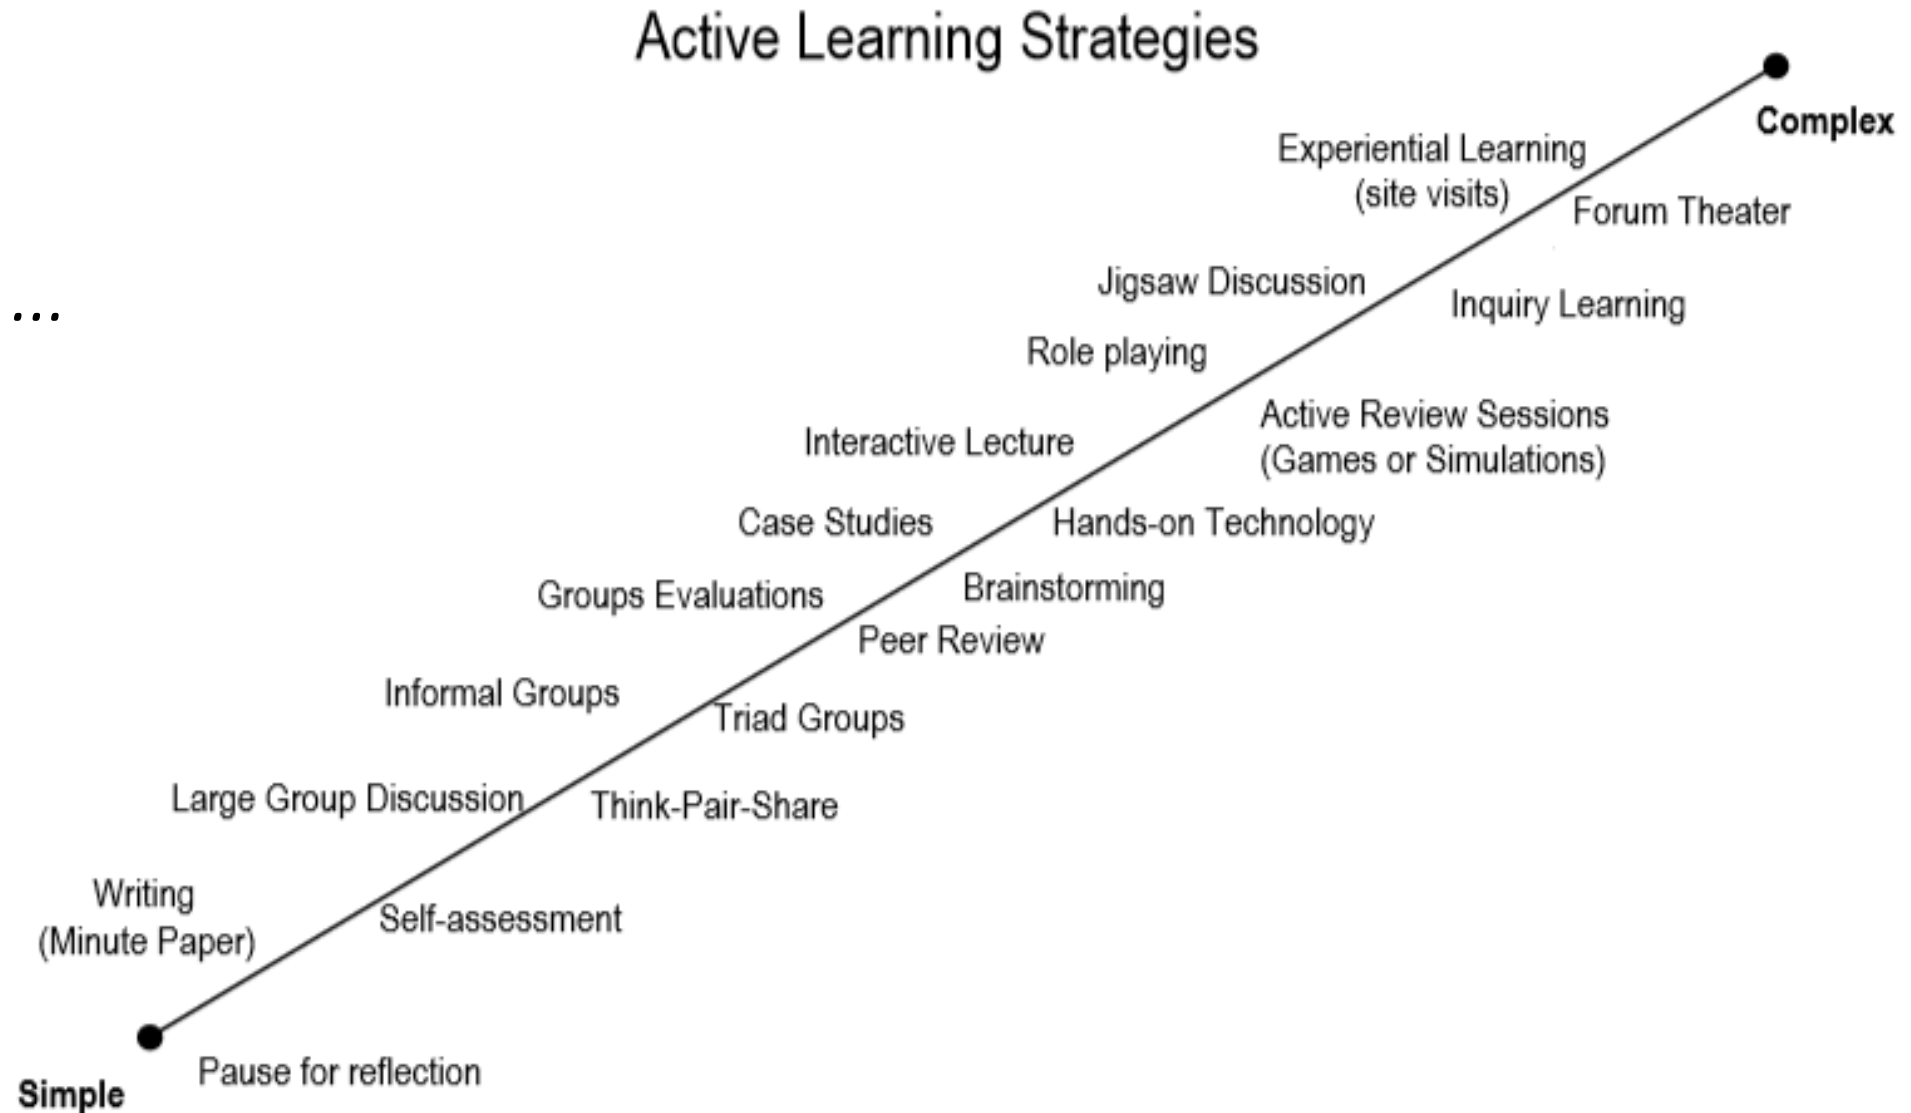 Active Learning Strategies
Complex
Experiential Learning
(site visits)
Forum Theater
Jigsaw Discussion
Inquiry Learning
...
Role playing
Active Review Sessions
(Games or Simulations)
Interactive Lecture
Case Studies
Hands-on Technology
Groups Evaluations
Brainstorming
Peer Review
Informal Groups
Triad Groups
Large Group Discussion
Think-Pair-Share
Writing
(Minute Paper)
Self-assessment
Pause for reflection
Simple